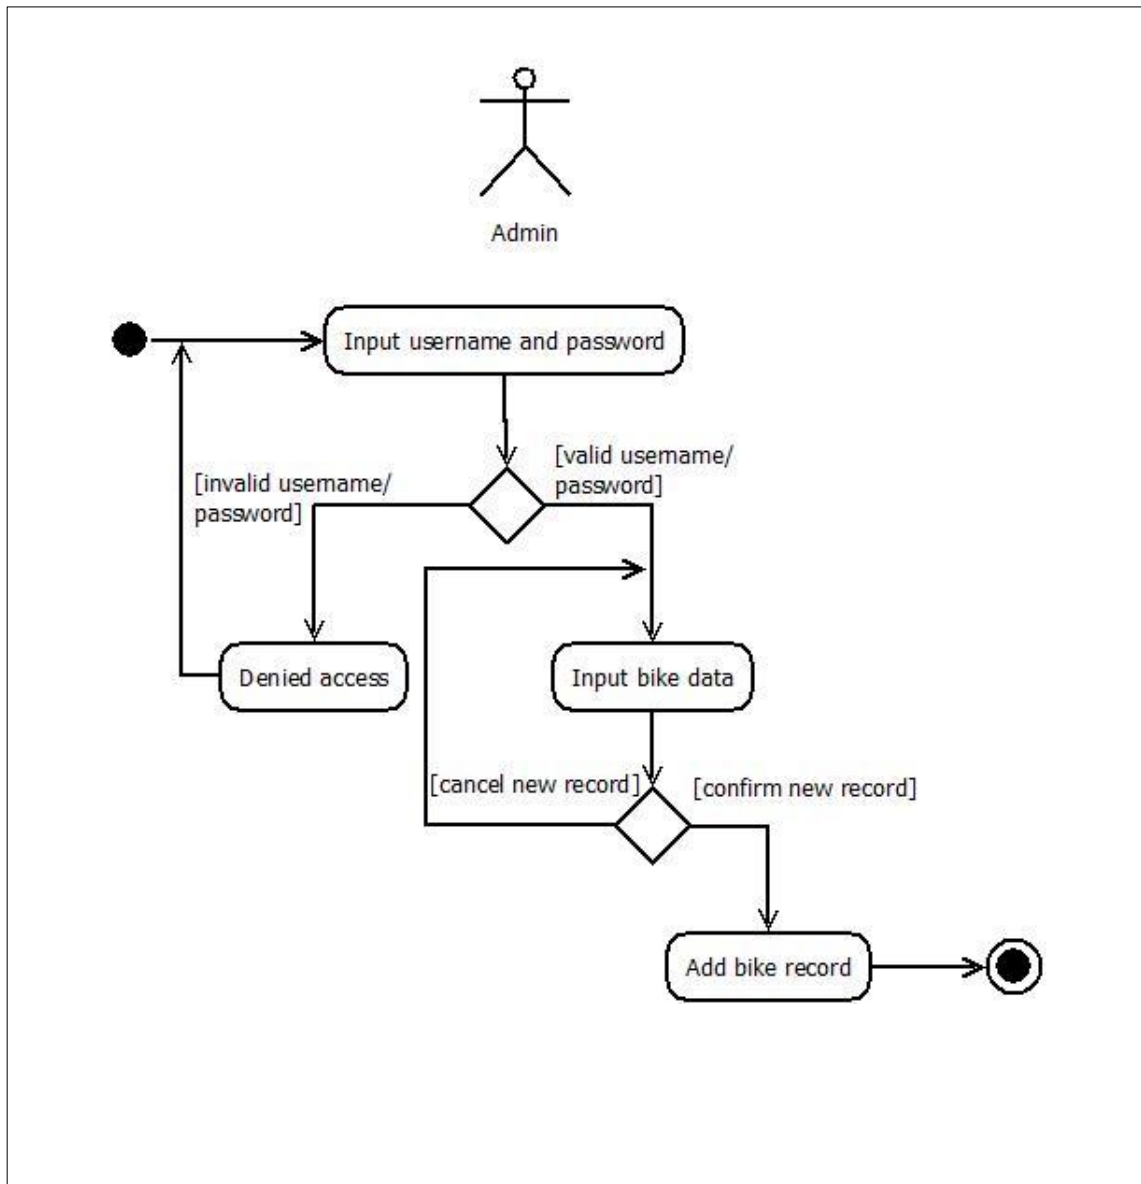 Admin
Input username and password
[valid username/
password]
[invalid username/
password]
Denied access
Input bike data
[cancel new record]
[confirm new record]
Add bike record